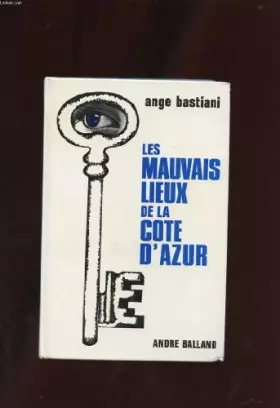 ange bastiani
LES
MAUVAIS
LIEUX
DE LA
COTE
D'AZUR
ANDRE BALLAND